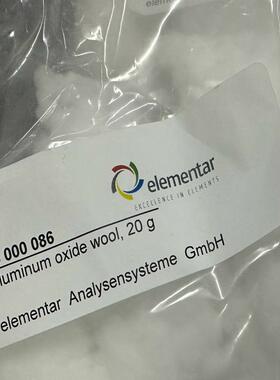 elementar
EXCELLENCE IN ELEMENTS
000 086
luminum oxide wool, 20 g
elementar Analysensysteme GmbH